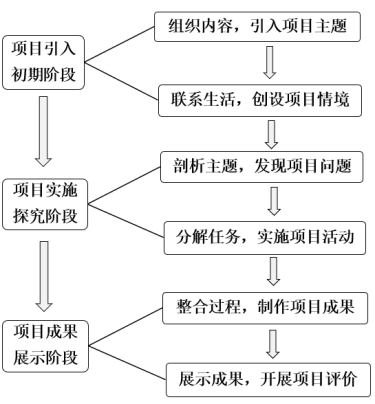 组织内容，引入项目主题
项目引入
初期阶段
联系生活，创设项目情境
剖析主题，发现项目问题
项目实施
探究阶段
分解任务，实施项目活动
整合过程，制作项目成果
项目成果
展示阶段
展示成果，开展项目评价